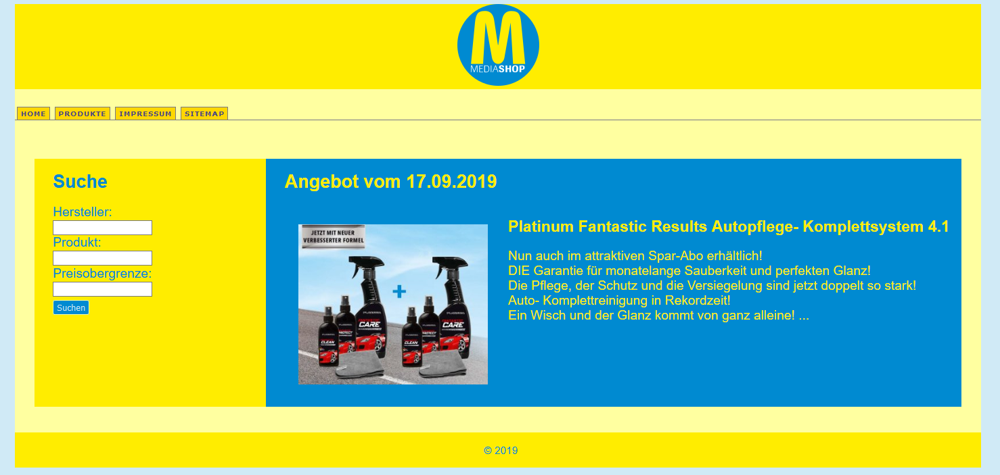 MEDIASHOP
HOME PRODUKTE IMPRESSUM SITEMAP
Suche
Hersteller:
Produkt:
Preisobergrenze:
Suchen
Angebot vom 17.09.2019
JETZT MIT NEUER
VERBESSERTER FORMEL
CARE
PROTECT
CLEAN
CARE
PROTECT
CLEAN
Platinum Fantastic Results Autopflege- Komplettsystem 4.1
Nun auch im attraktiven Spar-Abo erhältlich!
DIE Garantie für monatelange Sauberkeit und perfekten Glanz!
Die Pflege, der Schutz und die Versiegelung sind jetzt doppelt so stark!
Auto- Komplettreinigung in Rekordzeit!
Ein Wisch und der Glanz kommt von ganz alleine! ...
© 2019